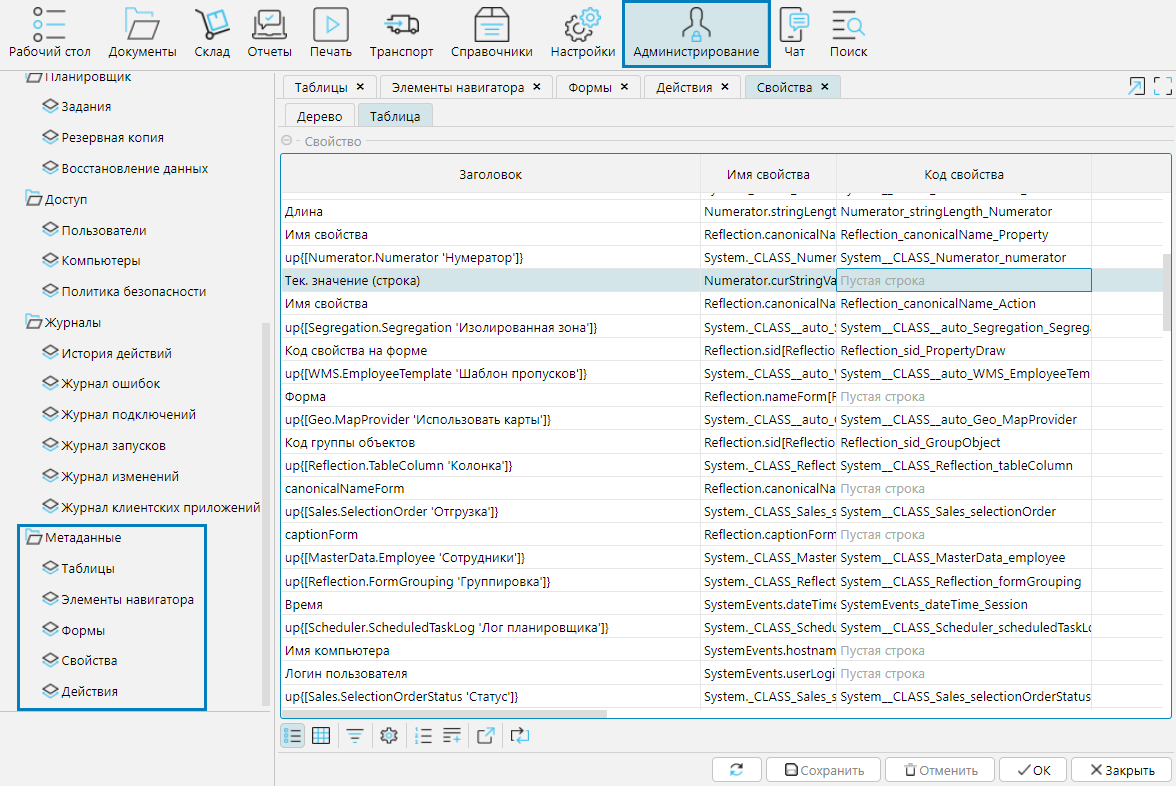 Рабочий стол
Документы
Склад
Отчеты
Печать
Транспорт
Справочники
Настройки
Администрирование
Чат
Поиск
Планировщик
Задания
Резервная копия
Восстановление данных
Доступ
Пользователи
Компьютеры
Политика безопасности
Журналы
История действий
Журнал ошибок
Журнал подключений
Журнал запусков
Журнал изменений
Журнал клиентских приложений
Метаданные
Таблицы
Элементы навигатора
Формы
Свойства
Действия
Таблицы
Элементы навигатора
Формы
Действия
Свойства
Дерево
Таблица
Свойство
Заголовок Имя свойства Код свойства
Длина Numerator.stringLengt Numerator_stringLength_Numerator
Имя свойства Reflection.canonicalNa Reflection_canonicalName_Property
up{[Numerator.Numerator 'Нумератор']} System._CLASS_Numer System__CLASS_Numerator_numerator
Тек. значение (строка) Numerator.curStringVa Пустая строка
Имя свойства Reflection.canonicalNa Reflection_canonicalName_Action
up{[Segregation.Segregation 'Изолированная зона']} System._CLASS__auto_S System__CLASS__auto_Segregation_Segrega
Код свойства на форме Reflection.sid[Reflectio Reflection_sid_PropertyDraw
up{[WMS.EmployeeTemplate 'Шаблон пропусков']} System._CLASS__auto_ System__CLASS__auto_WMS_EmployeeTem
Форма Reflection.nameForm[ Пустая строка
up{[Geo.MapProvider 'Использовать карты']} System._CLASS__auto_ System__CLASS__auto_Geo_MapProvider
Код группы объектов Reflection.sid[Reflectio Reflection_sid_GroupObject
up{[Reflection.TableColumn 'Колонка']} System._CLASS_Reflect System__CLASS_Reflection_tableColumn
canonicalNameForm Reflection.canonicalNa Пустая строка
up{[Sales.SelectionOrder 'Отгрузка']} System._CLASS_Sales_s System__CLASS_Sales_selectionOrder
captionForm Reflection.captionForm Пустая строка
up{[MasterData.Employee 'Сотрудники']} System._CLASS_Master System__CLASS_MasterData_employee
up{[Reflection.FormGrouping 'Группировка']} System._CLASS_Reflect System__CLASS_Reflection_formGrouping
Время SystemEvents.dateTime SystemEvents_dateTime_Session
up{[Scheduler.ScheduledTaskLog 'Лог планировщика']} System._CLASS_Schedu System__CLASS_Scheduler_scheduledTaskLo
Имя компьютера SystemEvents.hostnam Пустая строка
Логин пользователя SystemEvents.userLogi Пустая строка
up{[Sales.SelectionOrderStatus 'Статус']} System._CLASS_Sales_s System__CLASS_Sales_selectionOrderStatus
Сохранить
Отменить
OK
Закрыть